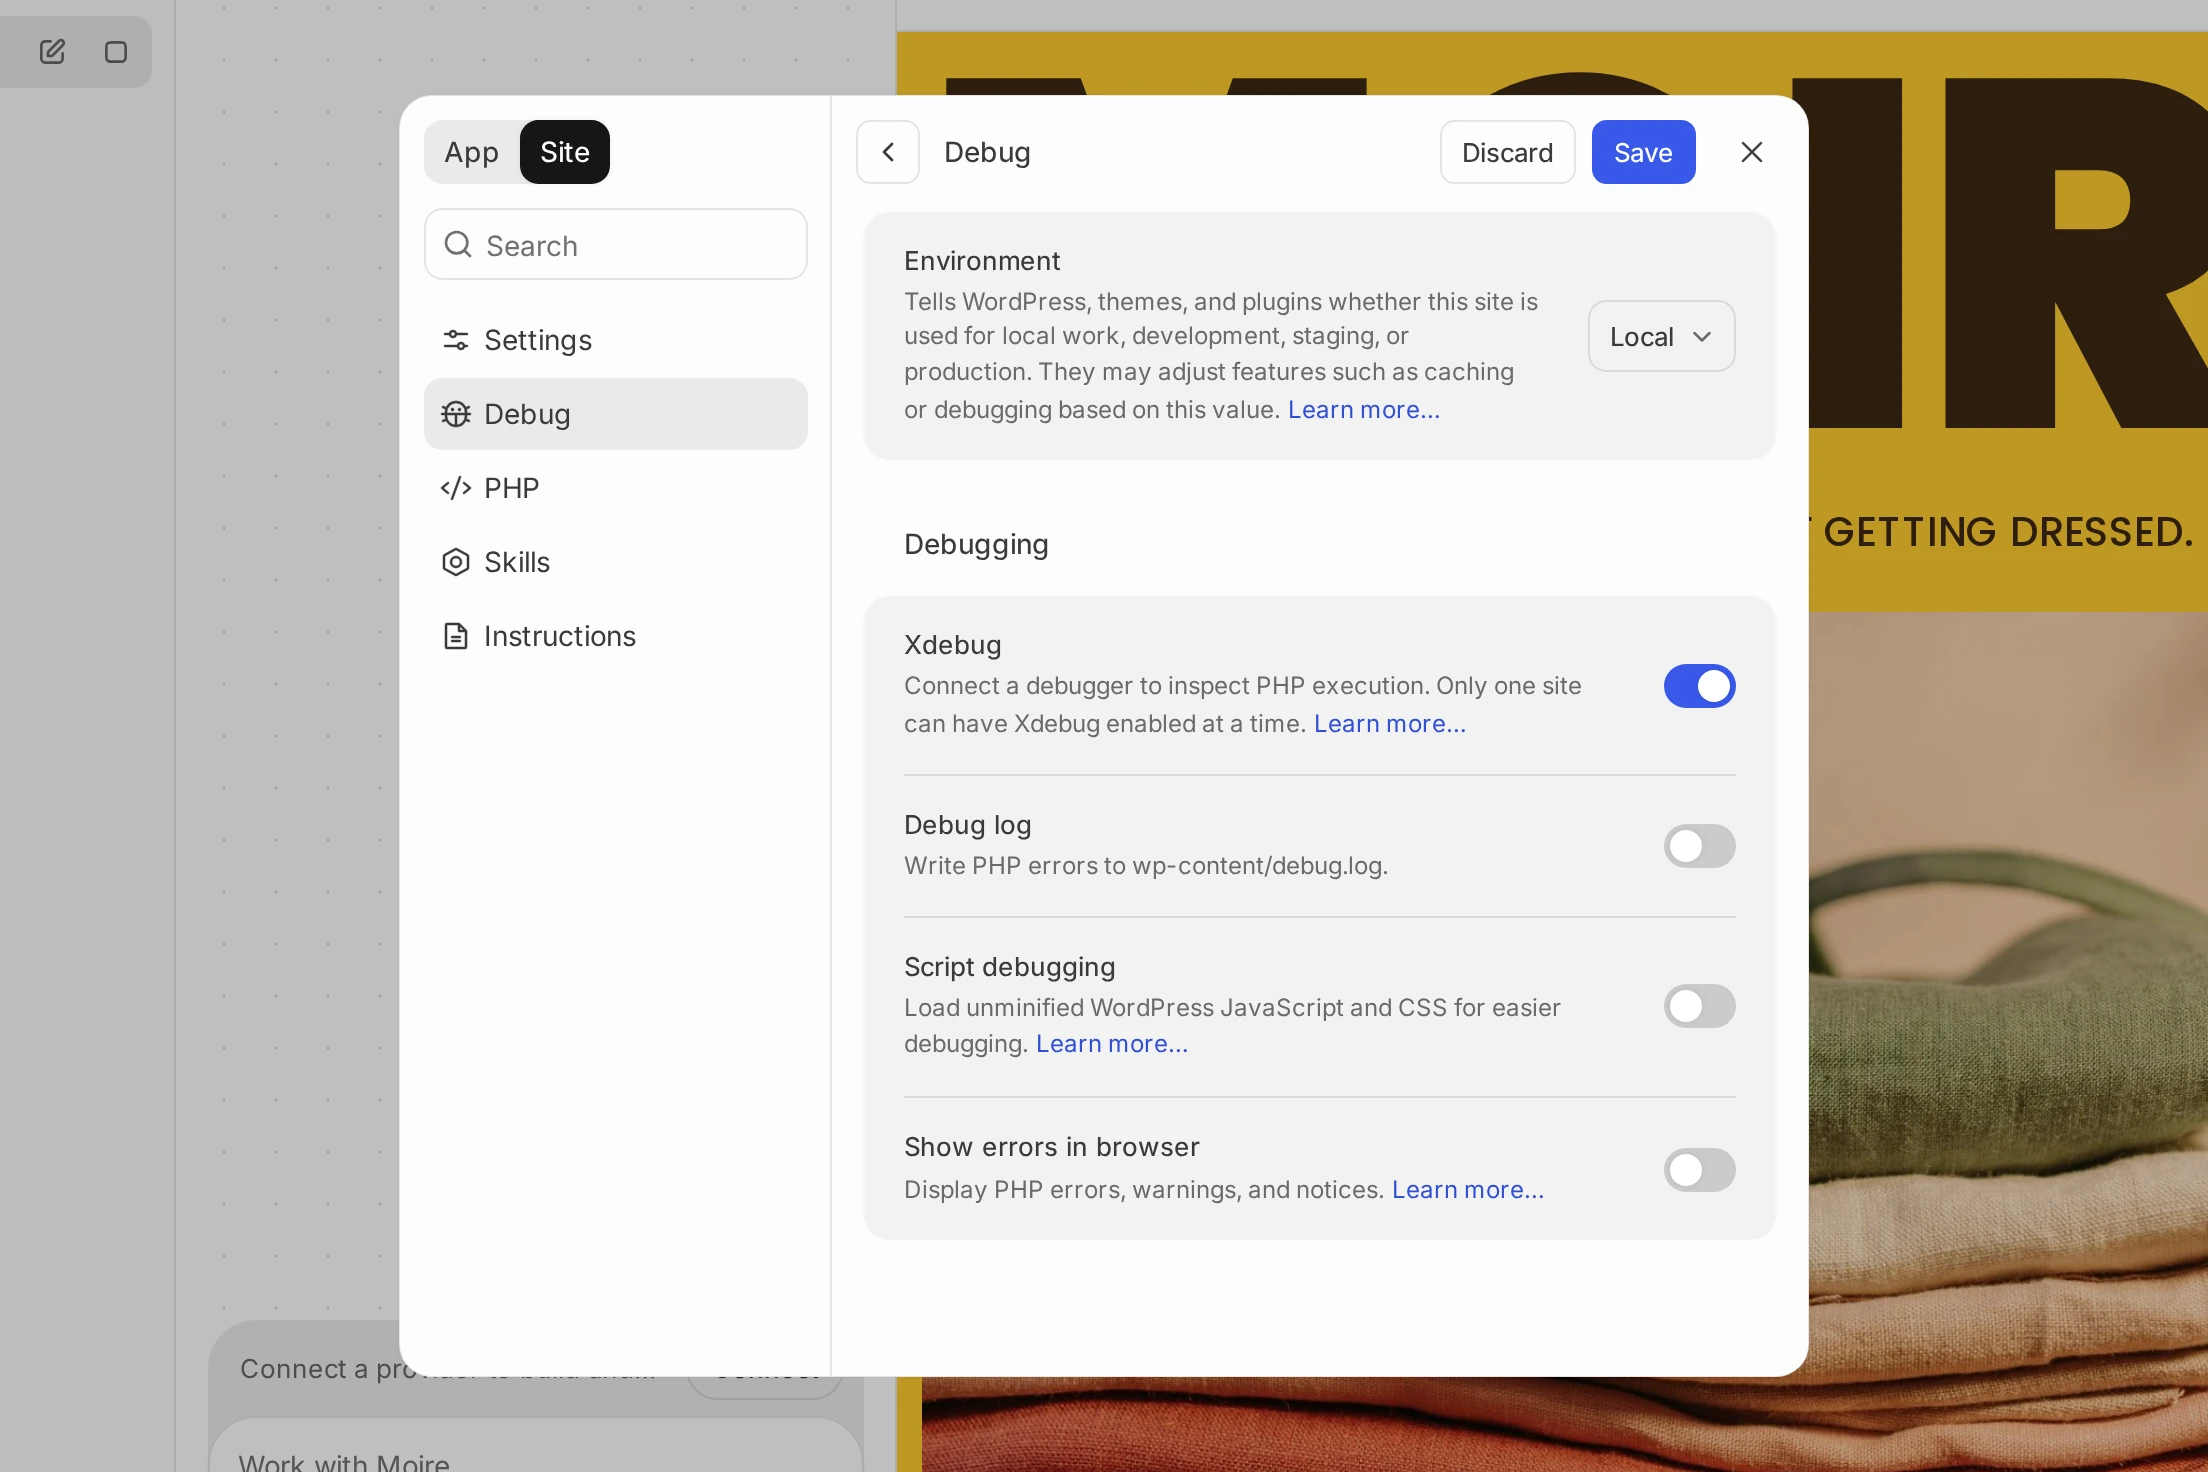 App
Site
Search
Settings
Debug
PHP
Skills
Instructions
Debug
Discard
Save
Environment
Tells WordPress, themes, and plugins whether this site is
used for local work, development, staging, or
production. They may adjust features such as caching
or debugging based on this value. Learn more...
Local
Debugging
Xdebug
Connect a debugger to inspect PHP execution. Only one site
can have Xdebug enabled at a time. Learn more...
Debug log
Write PHP errors to wp-content/debug.log.
Script debugging
Load unminified WordPress JavaScript and CSS for easier
debugging. Learn more...
Show errors in browser
Display PHP errors, warnings, and notices. Learn more...
GETTING DRESSED.
Connect a
Work with Moire